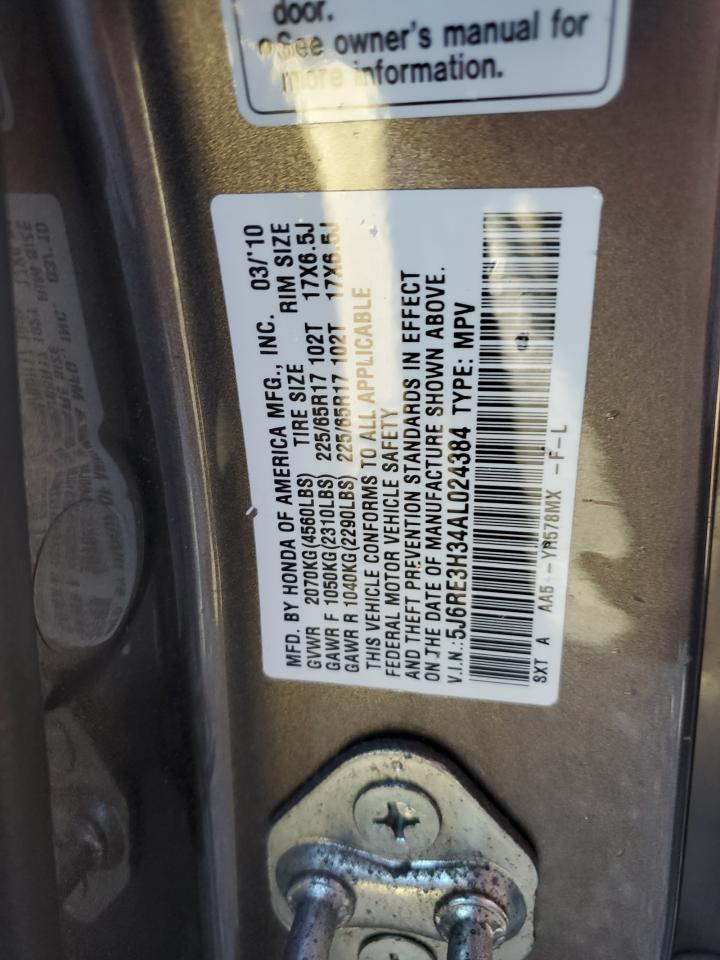 door.
•See owner's manual for
more information.
MFD. BY HONDA OF AMERICA MFG., INC. 03/'10
GVWR 2070KG(4560LBS) TIRE SIZE RIM SIZE
GAWR F 1050KG(2310LBS) 225/65R17 102T 17X6.5J
GAWR R 1040KG(2290LBS) 225/65R17 102T 17X6.5J
THIS VEHICLE CONFORMS TO ALL APPLICABLE
FEDERAL MOTOR VEHICLE SAFETY
AND THEFT PREVENTION STANDARDS IN EFFECT
ON THE DATE OF MANUFACTURE SHOWN ABOVE.
V.I.N.:5J6RE3H34AL024384 TYPE: MPV
SXT A AA5 -YR578MX -F-L